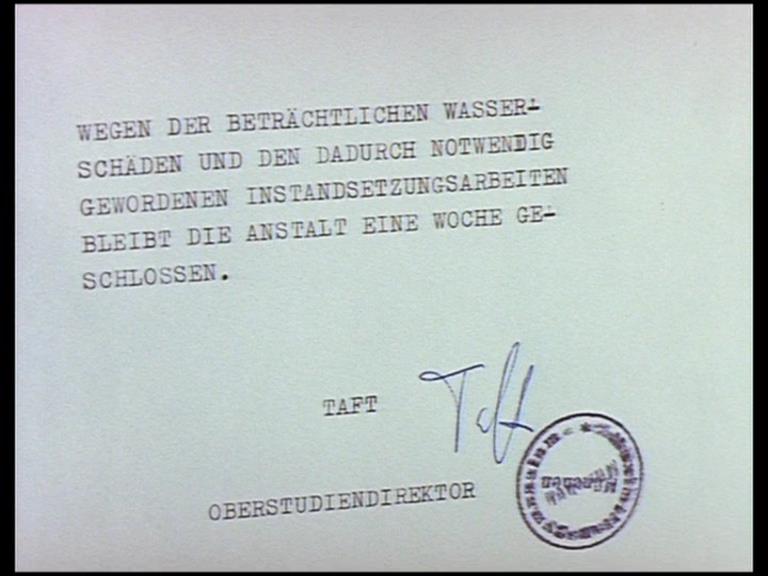 WEGEN DER BETRÄCHTLICHEN WASSER-
SCHÄDEN UND DEN DADURCH NOTWENDIG
GEWORDENEN INSTANDSETZUNGSARBEITEN
BLEIBT DIE ANSTALT EINE WOCHE GE-
SCHLOSSEN.
TAFT Taft
OBERSTUDIENDIREKTOR